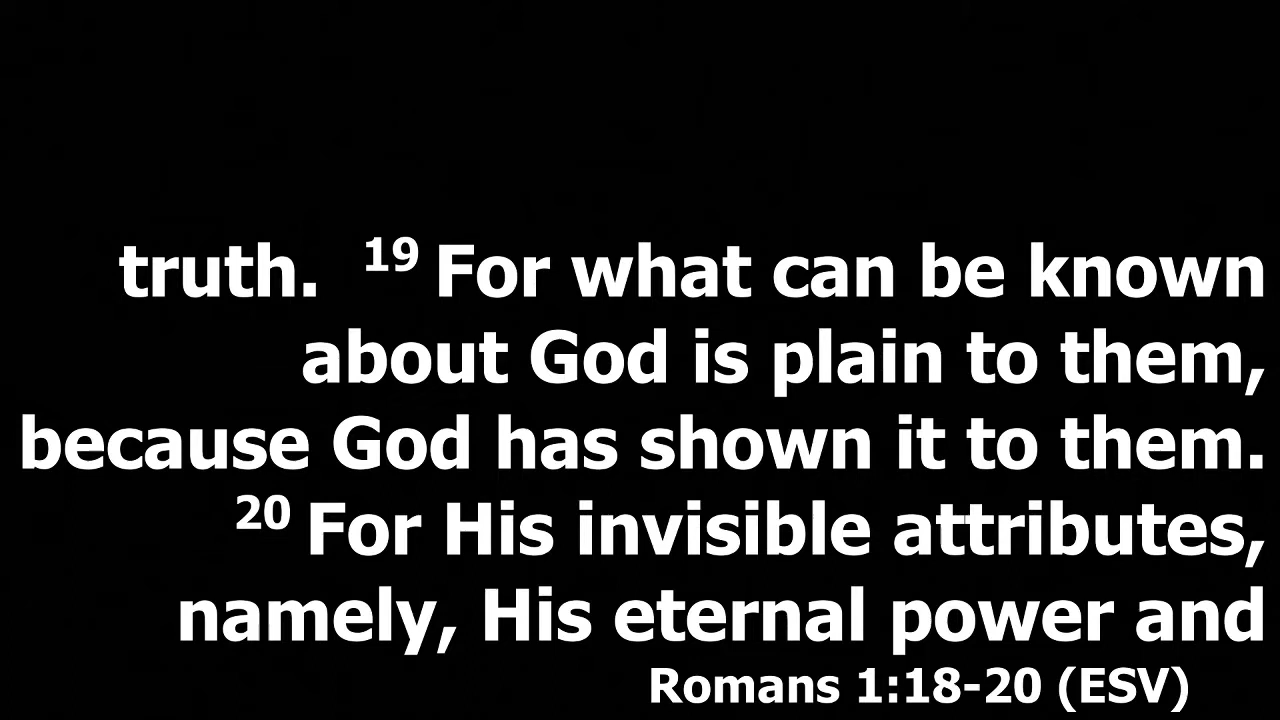 truth. 19 For what can be known
about God is plain to them,
because God has shown it to them.
20 For His invisible attributes,
namely, His eternal power and
Romans 1:18-20 (ESV)